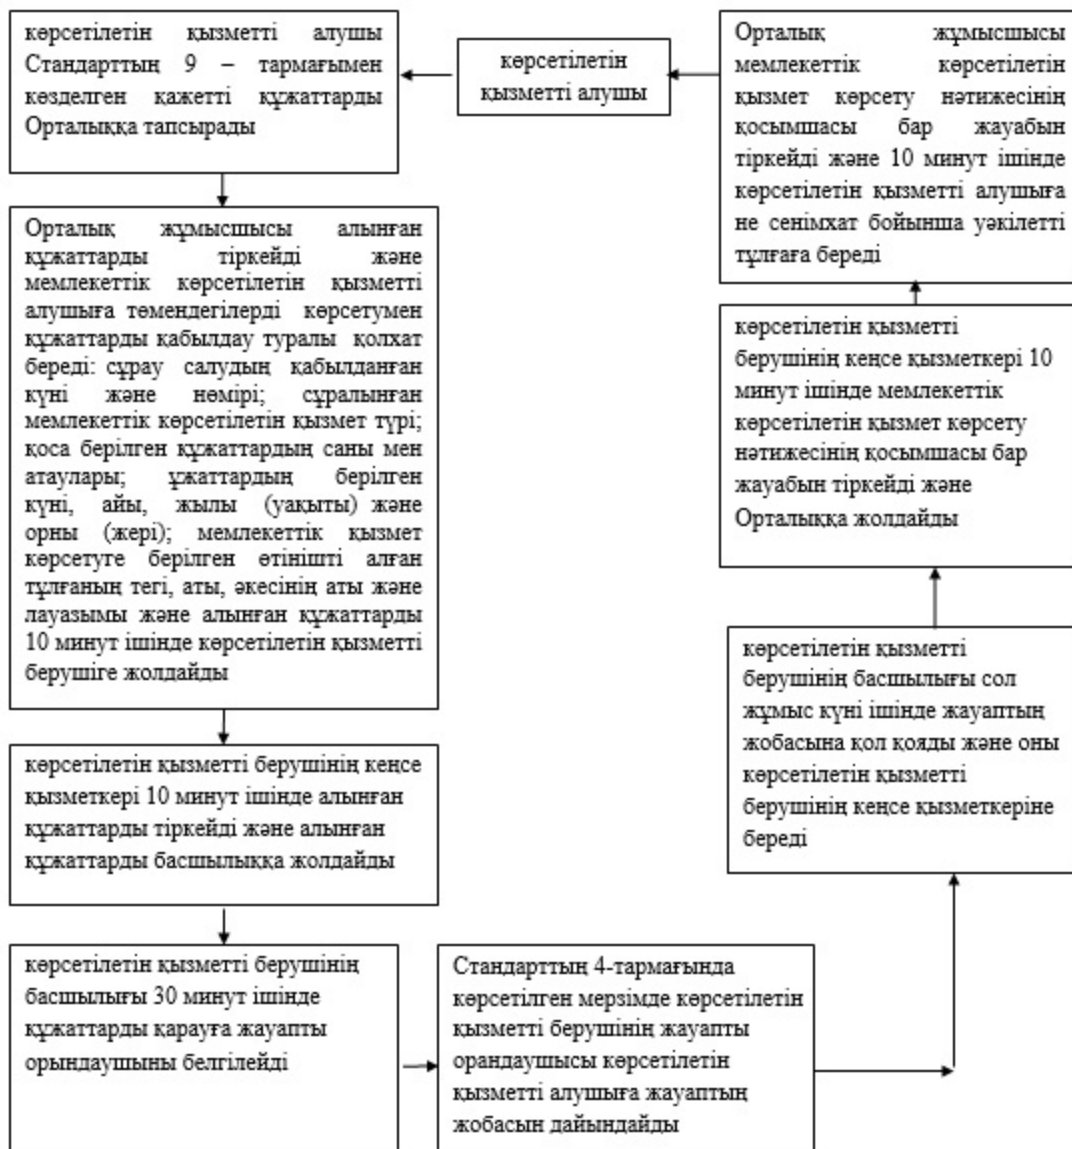 көрсетілетін қызметті алушы
Стандарттың 9 – тармағымен
көзделген қажетті құжаттарды
Орталыққа тапсырады
көрсетілетін
қызметті алушы
Орталық жұмысшысы
мемлекеттік көрсетілетін
қызмет көрсету нәтижесінің
қосымшасы бар жауабын
тіркейді және 10 минут ішінде
көрсетілетін қызметті алушыға
не сенімхат бойынша уәкілетті
тұлғаға береді
Орталық жұмысшысы алынған
құжаттарды тіркейді және
мемлекеттік көрсетілетін қызметті
алушыға төмендегілерді көрсетумен
құжаттарды қабылдау туралы қолхат
береді: сұрау салудың қабылданған
күні және нөмірі; сұралынған
мемлекеттік көрсетілетін қызмет түрі;
қоса берілген құжаттардың саны мен
атаулары; ұжаттардың берілген
күні, айы, жылы (уақыты) және
орны (жері); мемлекеттік қызмет
көрсетуге берілген өтінішті алған
тұлғаның тегі, аты, әкесінің аты және
лауазымы және алынған құжаттарды
10 минут ішінде көрсетілетін қызметті
берушіге жолдайды
көрсетілетін қызметті
берушінің кеңсе қызметкері 10
минут ішінде мемлекеттік
көрсетілетін қызмет көрсету
нәтижесінің қосымшасы бар
жауабын тіркейді және
Орталыққа жолдайды
көрсетілетін қызметті
берушінің басшылығы сол
жұмыс күні ішінде жауаптың
жобасына қол қояды және оны
көрсетілетін қызметті
берушінің кеңсе қызметкеріне
береді
көрсетілетін қызметті берушінің кеңсе
қызметкері 10 минут ішінде алынған
құжаттарды тіркейді және алынған
құжаттарды басшылыққа жолдайды
көрсетілетін қызметті берушінің
басшылығы 30 минут ішінде
құжаттарды қарауға жауапты
орындаушыны белгілейді
Стандарттың 4-тармағында
көрсетілген мерзімде көрсетілетін
қызметті берушінің жауапты
орандаушысы көрсетілетін
қызметті алушыға жауаптың
жобасын дайындайды